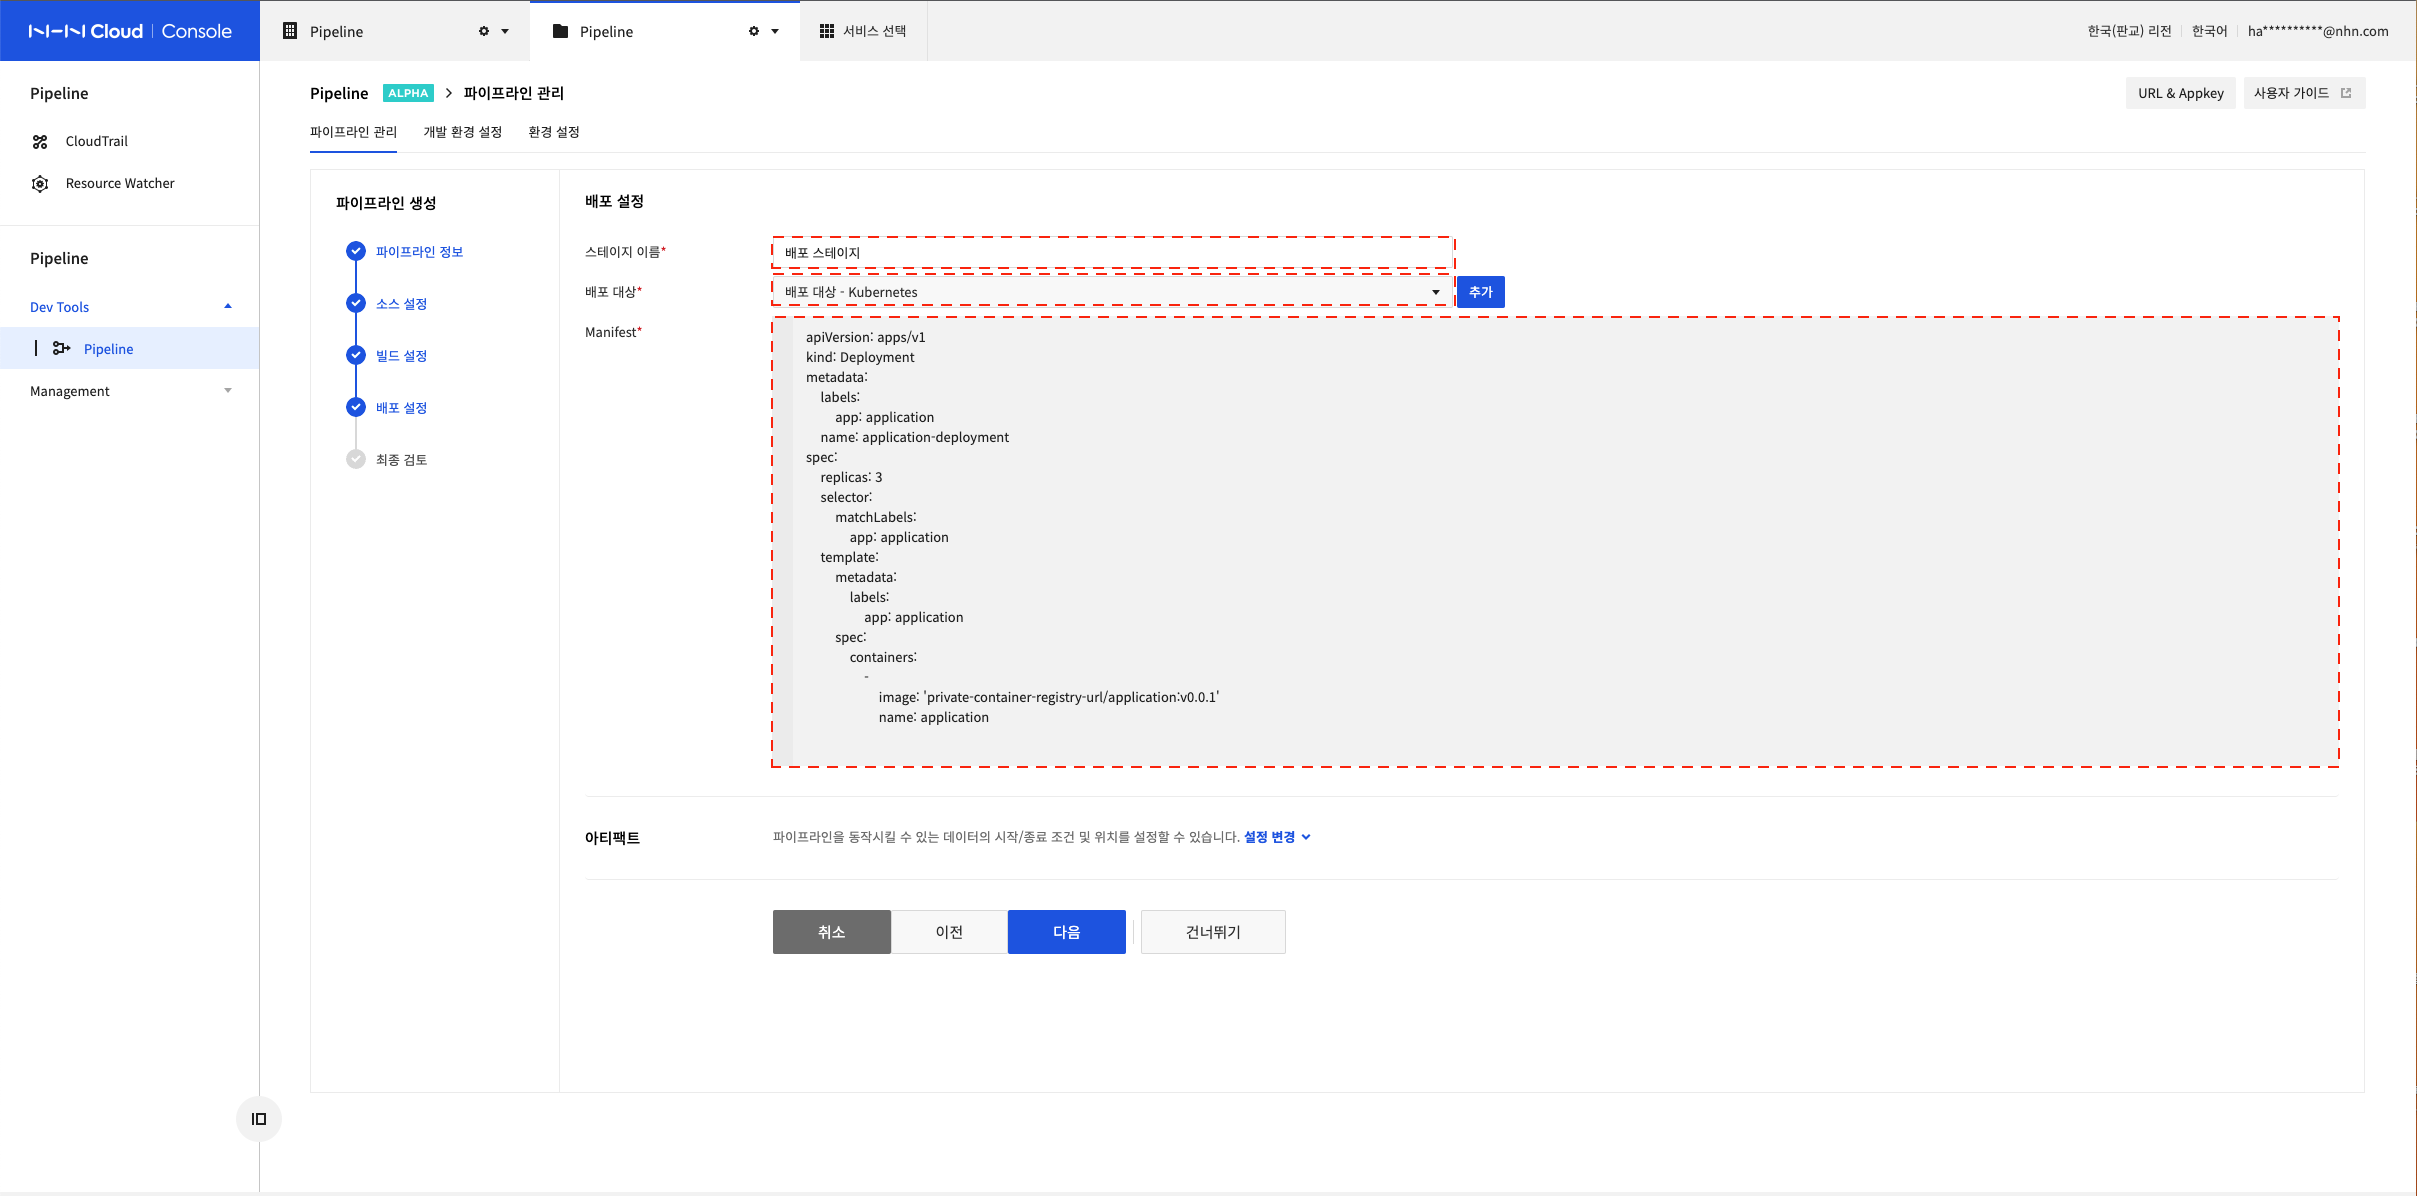 NHN Cloud | Console
Pipeline
Pipeline
서비스 선택
한국(판교) 리전
한국어
ha**********@nhn.com
Pipeline
CloudTrail
Resource Watcher
Pipeline
Dev Tools
Pipeline
Management
Pipeline ALPHA > 파이프라인 관리
URL & Appkey
사용자 가이드
파이프라인 관리
개발 환경 설정
환경 설정
파이프라인 생성
파이프라인 정보
소스 설정
빌드 설정
배포 설정
최종 검토
배포 설정
스테이지 이름*
배포 스테이지
배포 대상*
배포 대상 - Kubernetes
추가
Manifest*
apiVersion: apps/v1
kind: Deployment
metadata:
labels:
app: application
name: application-deployment
spec:
replicas: 3
selector:
matchLabels:
app: application
template:
metadata:
labels:
app: application
spec:
containers:
-
image: 'private-container-registry-url/application:v0.0.1'
name: application
아티팩트
파이프라인을 동작시킬 수 있는 데이터의 시작/종료 조건 및 위치를 설정할 수 있습니다. 설정 변경
취소
이전
다음
건너뛰기